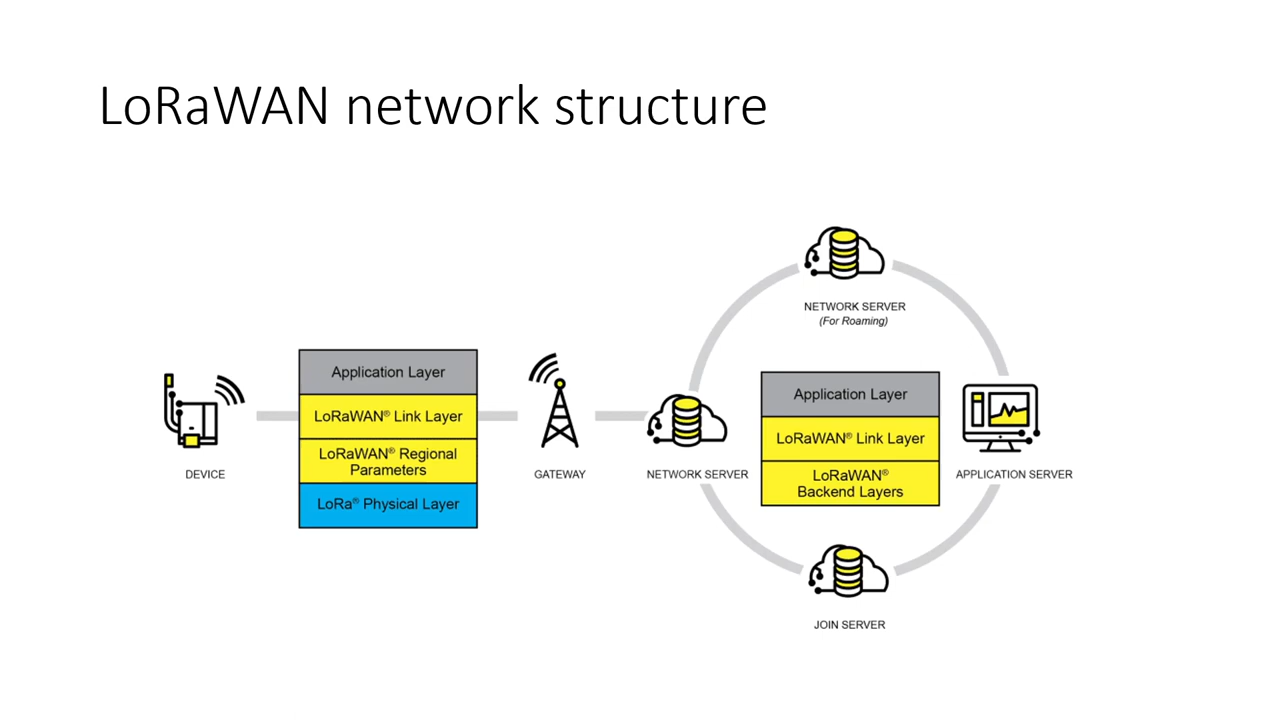 LoRaWAN network structure
DEVICE
Application Layer
LoRaWAN® Link Layer
LoRaWAN® Regional
Parameters
LoRa® Physical Layer
GATEWAY
NETWORK SERVER
NETWORK SERVER
(For Roaming)
Application Layer
LoRaWAN® Link Layer
LoRaWAN®
Backend Layers
APPLICATION SERVER
JOIN SERVER